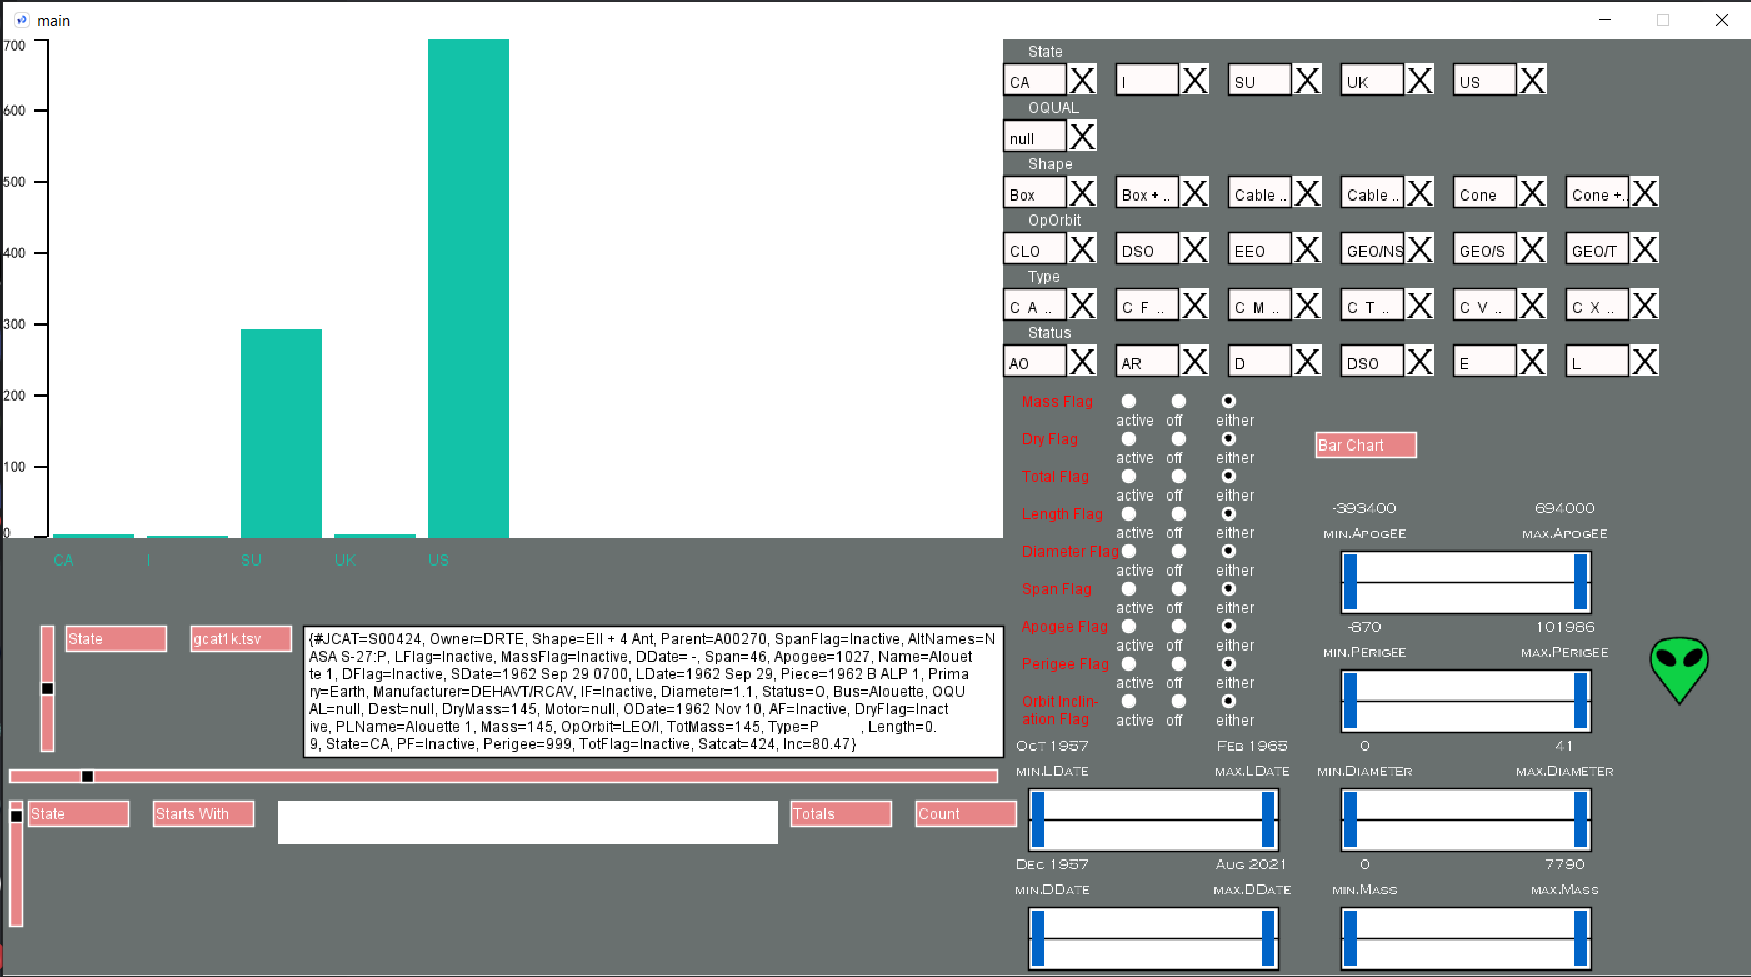 main
700
600
500
400
300
200
100
0
CA I SU UK US
State
CA X I X SU X UK X US X
OQUAL
null X
Shape
Box X Box + .. X Cable .. X Cable .. X Cone X Cone +.. X
OpOrbit
CLO X DSO X EEO X GEO/NS X GEO/S X GEO/T X
Type
C A .. X C F .. X C M .. X C T .. X C V .. X C X .. X
Status
AO X AR X D X DSO X E X L X
Mass Flag
active off either
Dry Flag
active off either
Total Flag
active off either
Length Flag
active off either
Diameter Flag
active off either
Span Flag
active off either
Apogee Flag
active off either
Perigee Flag
active off either
Orbit Inclin-
ation Flag
active off either
Bar Chart
-393400 694000
min.Apogee max.Apogee
-870 101986
min.Perigee max.Perigee
Oct 1957 Feb 1965 0 41
min.LDate max.LDate min.Diameter max.Diameter
Dec 1957 Aug 2021 0 7790
min.DDate max.DDate min.Mass max.Mass
State
gcat1k.tsv
{#JCAT=S00424, Owner=DRTE, Shape=Ell + 4 Ant, Parent=A00270, SpanFlag=Inactive, AltNames=N
ASA S-27:P, LFlag=Inactive, MassFlag=Inactive, DDate= -, Span=46, Apogee=1027, Name=Alouet
te 1, DFlag=Inactive, SDate=1962 Sep 29 0700, LDate=1962 Sep 29, Piece=1962 B ALP 1, Prima
ry=Earth, Manufacturer=DEHAVT/RCAV, IF=Inactive, Diameter=1.1, Status=O, Bus=Alouette, OQU
AL=null, Dest=null, DryMass=145, Motor=null, ODate=1962 Nov 10, AF=Inactive, DryFlag=Inact
ive, PLName=Alouette 1, Mass=145, OpOrbit=LEO/I, TotMass=145, Type=P , Length=0.
9, State=CA, PF=Inactive, Perigee=999, TotFlag=Inactive, Satcat=424, Inc=80.47}
State
Starts With
Totals
Count